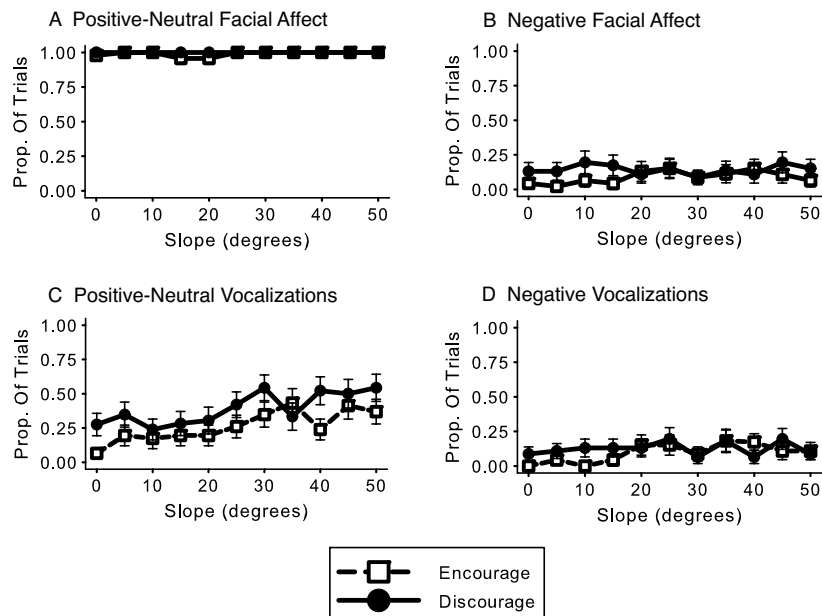 A Positive-Neutral Facial Affect
1.00
0.75
0.50
0.25
0.00
Prop. Of Trials
0 10 20 30 40 50
Slope (degrees)
B Negative Facial Affect
1.00
0.75
0.50
0.25
0.00
Prop. Of Trials
0 10 20 30 40 50
Slope (degrees)
C Positive-Neutral Vocalizations
1.00
0.75
0.50
0.25
0.00
Prop. Of Trials
0 10 20 30 40 50
Slope (degrees)
D Negative Vocalizations
1.00
0.75
0.50
0.25
0.00
Prop. Of Trials
0 10 20 30 40 50
Slope (degrees)
Encourage
Discourage